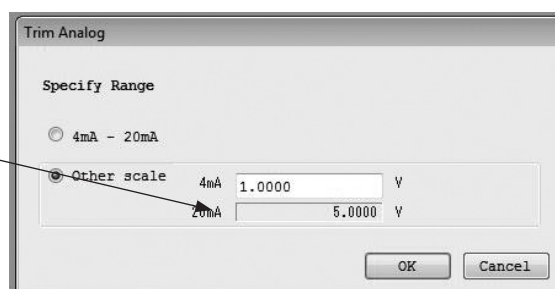 Trim Analog
Specify Range
4mA - 20mA
Other scale
4mA 1.0000 V
20mA 5.0000 V
OK Cancel